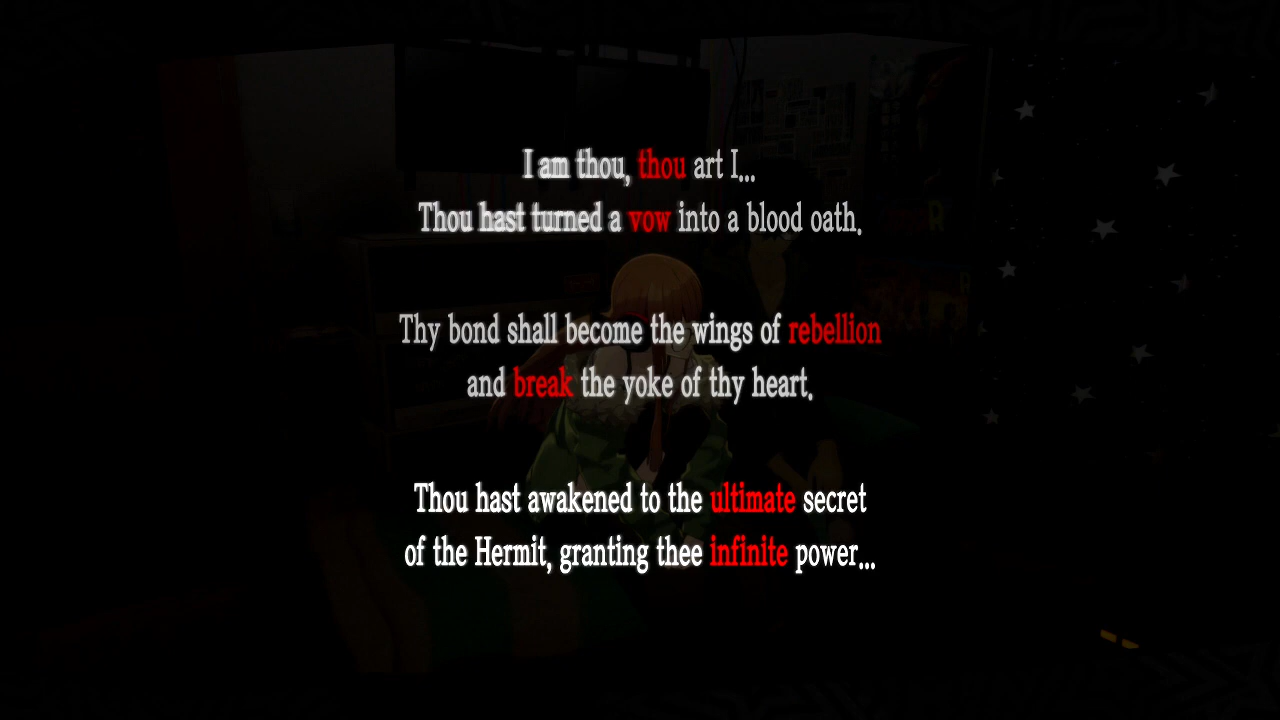 I am thou, thou art I...
Thou hast turned a vow into a blood oath.
Thy bond shall become the wings of rebellion
and break the yoke of thy heart.
Thou hast awakened to the ultimate secret
of the Hermit, granting thee infinite power...